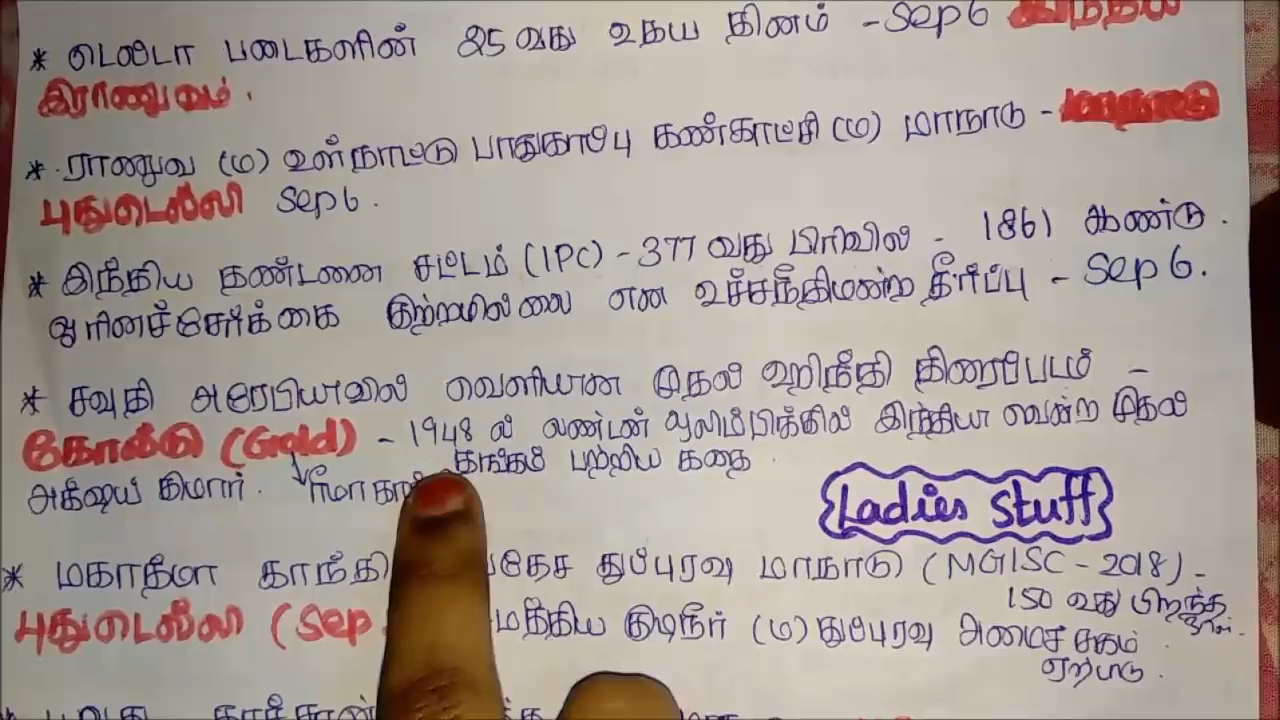 * டெல்டா படைகளின் 25 வது உதய தினம் - Sep 6
இராணுவம்.
* ராணுவ (ம) உள்நாட்டு பாதுகாப்பு கண்காட்சி (ம) மாநாடு -
புதுடெல்லி Sep 6.
* இந்திய தண்டனை சட்டம் (IPC) - 377 வது பிரிவில் - 1861 ஆண்டு.
ஓரினச்சேர்க்கை குற்றமில்லை என உச்சநீதிமன்ற தீர்ப்பு - Sep 6.
* சவுதி அரேபியாவில் வெளியான முதல் ஹிந்தி திரைப்படம் -
கோல்டு (Gold) - 1948 ல் லண்டன் ஒலிம்பிக்கில் இந்தியா வென்ற முதல்
தங்கம் பற்றிய கதை
அக்ஷய் குமார். ரீமா
Ladies Stuff
* மகாத்மா காந்தி துப்புரவு மாநாடு (MGISC - 2018) -
150 வது பிறந்த நாள்.
புதுடெல்லி (Sep மத்திய குடிநீர் (ம) துப்புரவு அமைச்சகம்
ஏற்பாடு.